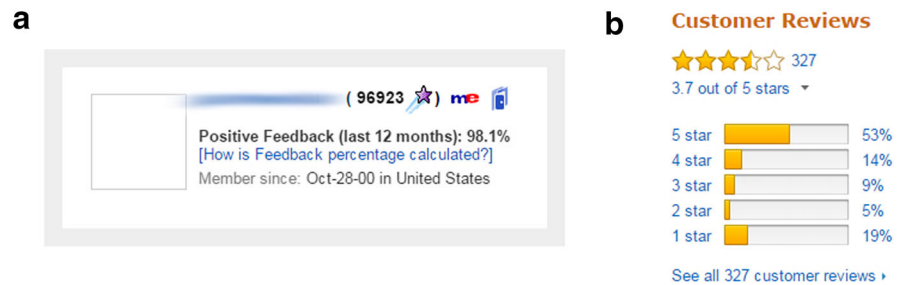 a
( 96923 ) me
Positive Feedback (last 12 months): 98.1%
[How is Feedback percentage calculated?]
Member since: Oct-28-00 in United States
b
Customer Reviews
327
3.7 out of 5 stars
5 star 53%
4 star 14%
3 star 9%
2 star 5%
1 star 19%
See all 327 customer reviews